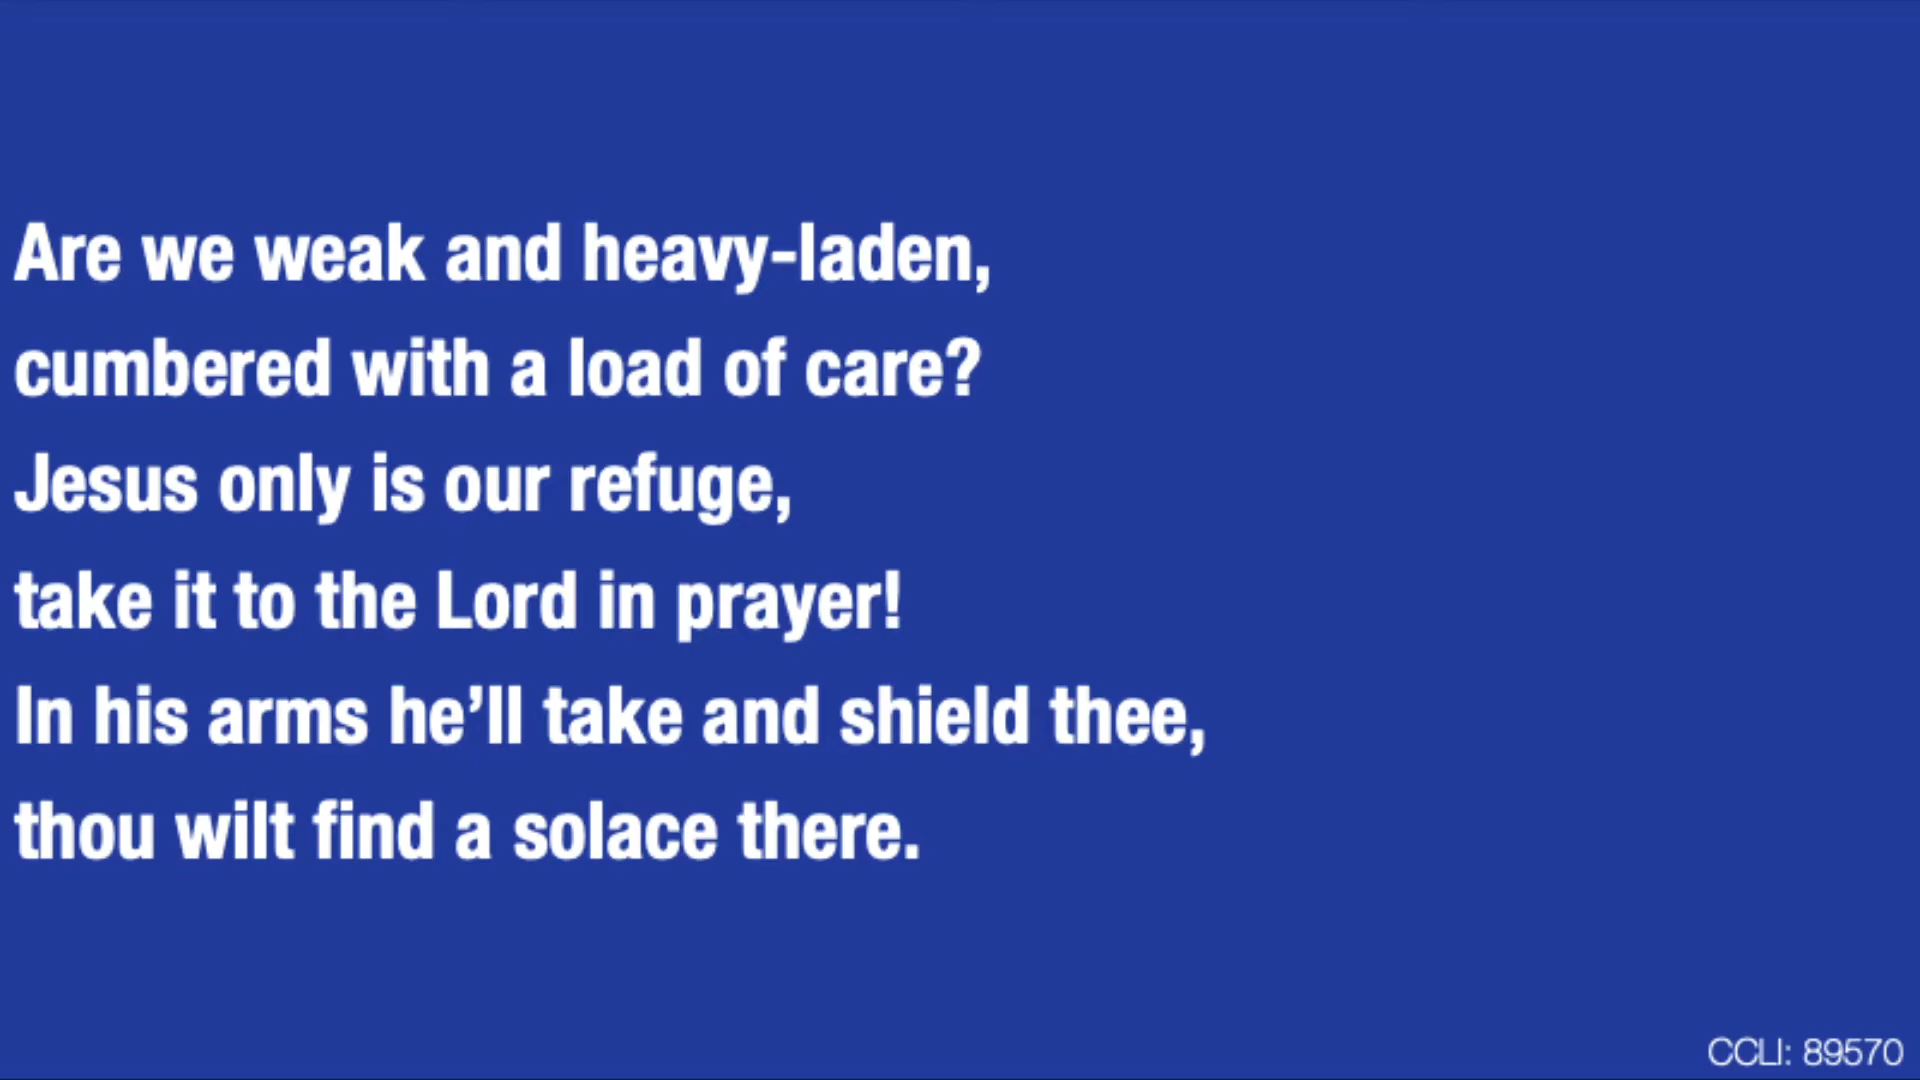 Are we weak and heavy-laden,
cumbered with a load of care?
Jesus only is our refuge,
take it to the Lord in prayer!
In his arms he’ll take and shield thee,
thou wilt find a solace there.
CCLI: 89570